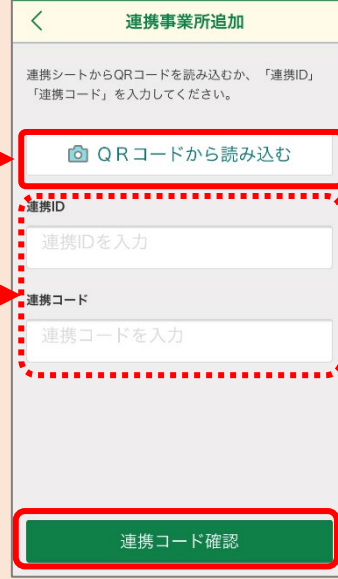 連携事業所追加
連携シートからQRコードを読み込むか、「連携ID」
「連携コード」を入力してください。
ＱＲコードから読み込む
連携ID
連携IDを入力
連携コード
連携コードを入力
連携コード確認